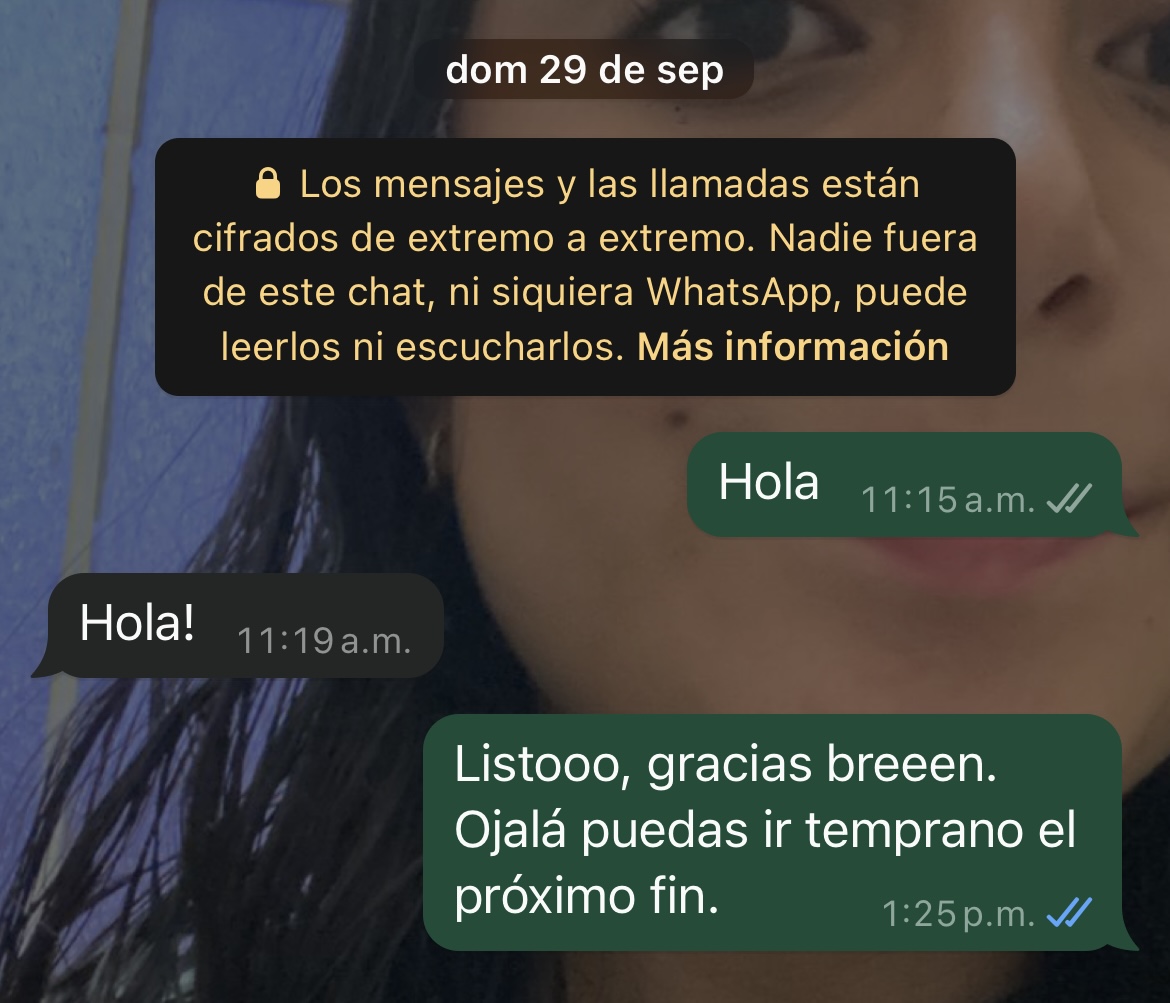 dom 29 de sep
Los mensajes y las llamadas están
cifrados de extremo a extremo. Nadie fuera
de este chat, ni siquiera WhatsApp, puede
leerlos ni escucharlos. Más información
Hola 11:15 a.m.
Hola! 11:19 a.m.
Listooo, gracias breeen.
Ojalá puedas ir temprano el
próximo fin. 1:25 p.m.